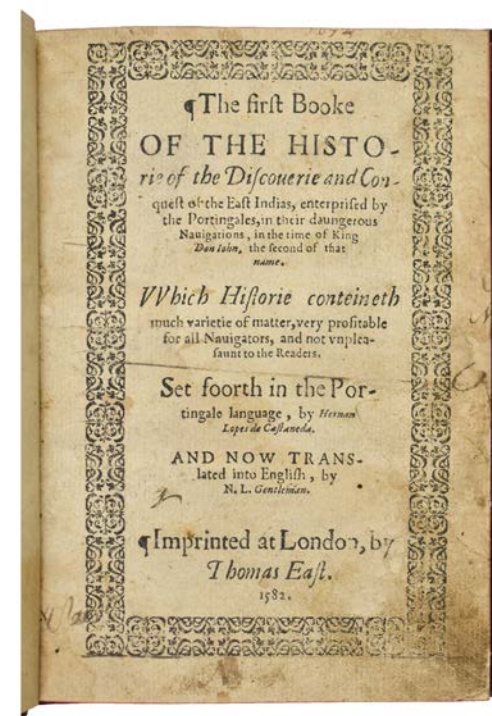 ¶The firſt Booke
OF THE HISTO-
rie of the Diſcouerie and Con-
queſt of the Eaſt Indias, enterpriſed by
the Portingales, in their daungerous
Nauigations, in the time of King
Don Iohn, the ſecond of that
name.
VVhich Hiſtorie conteineth
much varietie of matter, very profitable
for all Nauigators, and not vnplea-
ſaunt to the Readers.
Set foorth in the Por-
tingale language, by Hernan
Lopes de Caſtaneda.
AND NOW TRANS-
lated into Engliſh, by
N. L. Gentleman.
¶Imprinted at London, by
Thomas Eaſt.
1582.